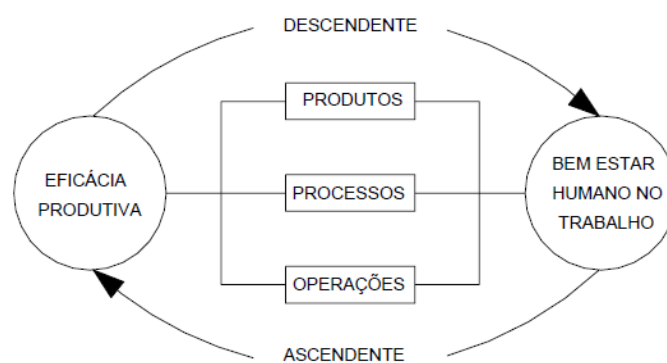 DESCENDENTE
PRODUTOS
EFICÁCIA
PRODUTIVA
PROCESSOS
BEM ESTAR
HUMANO NO
TRABALHO
OPERAÇÕES
ASCENDENTE